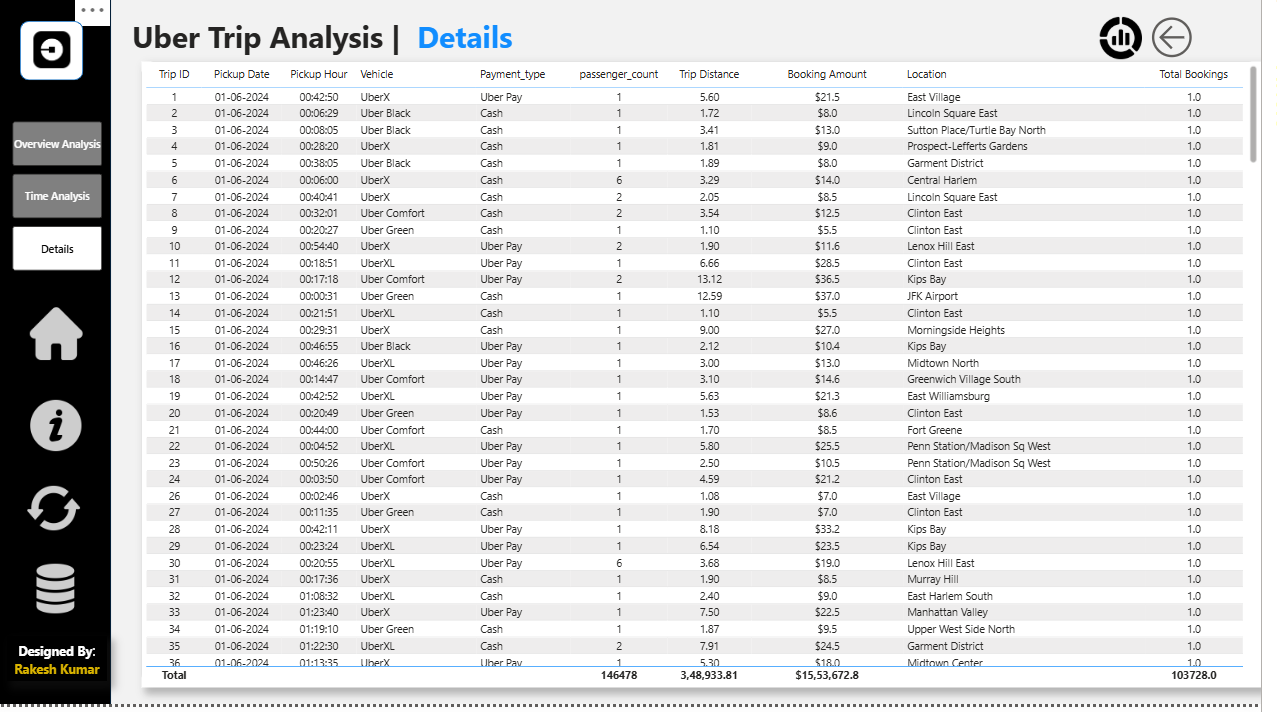 Uber Trip Analysis | Details
Overview Analysis
Time Analysis
Details
Designed By:
Rakesh Kumar
Trip ID Pickup Date Pickup Hour Vehicle Payment_type passenger_count Trip Distance Booking Amount Location Total Bookings
1 01-06-2024 00:42:50 UberX Uber Pay 1 5.60 $21.5 East Village 1.0
2 01-06-2024 00:06:29 Uber Black Cash 1 1.72 $8.0 Lincoln Square East 1.0
3 01-06-2024 00:08:05 Uber Black Cash 1 3.41 $13.0 Sutton Place/Turtle Bay North 1.0
4 01-06-2024 00:28:20 UberX Cash 1 1.81 $9.0 Prospect-Lefferts Gardens 1.0
5 01-06-2024 00:38:05 Uber Black Cash 1 1.89 $8.0 Garment District 1.0
6 01-06-2024 00:06:00 UberX Cash 6 3.29 $14.0 Central Harlem 1.0
7 01-06-2024 00:40:41 UberX Cash 2 2.05 $8.5 Lincoln Square East 1.0
8 01-06-2024 00:32:01 Uber Comfort Cash 2 3.54 $12.5 Clinton East 1.0
9 01-06-2024 00:20:27 Uber Green Cash 1 1.10 $5.5 Clinton East 1.0
10 01-06-2024 00:54:40 UberX Uber Pay 2 1.90 $11.6 Lenox Hill East 1.0
11 01-06-2024 00:18:51 UberXL Uber Pay 1 6.66 $28.5 Clinton East 1.0
12 01-06-2024 00:17:18 Uber Comfort Uber Pay 2 13.12 $36.5 Kips Bay 1.0
13 01-06-2024 00:00:31 Uber Green Cash 1 12.59 $37.0 JFK Airport 1.0
14 01-06-2024 00:21:51 UberXL Cash 1 1.10 $5.5 Clinton East 1.0
15 01-06-2024 00:29:31 UberX Cash 1 9.00 $27.0 Morningside Heights 1.0
16 01-06-2024 00:46:55 Uber Black Uber Pay 1 2.12 $10.4 Kips Bay 1.0
17 01-06-2024 00:46:26 UberXL Uber Pay 1 3.00 $13.0 Midtown North 1.0
18 01-06-2024 00:14:47 Uber Comfort Uber Pay 1 3.10 $14.6 Greenwich Village South 1.0
19 01-06-2024 00:42:52 UberXL Uber Pay 1 5.63 $21.3 East Williamsburg 1.0
20 01-06-2024 00:20:49 Uber Green Uber Pay 1 1.53 $8.6 Clinton East 1.0
21 01-06-2024 00:44:00 Uber Comfort Cash 1 1.70 $8.5 Fort Greene 1.0
22 01-06-2024 00:04:52 UberXL Uber Pay 1 5.80 $25.5 Penn Station/Madison Sq West 1.0
23 01-06-2024 00:50:26 Uber Comfort Uber Pay 1 2.50 $10.5 Penn Station/Madison Sq West 1.0
24 01-06-2024 00:03:50 Uber Comfort Uber Pay 1 4.59 $21.2 Clinton East 1.0
26 01-06-2024 00:02:46 UberX Cash 1 1.08 $7.0 East Village 1.0
27 01-06-2024 00:11:35 Uber Green Cash 1 1.90 $7.0 Clinton East 1.0
28 01-06-2024 00:42:11 UberX Uber Pay 1 8.18 $33.2 Kips Bay 1.0
29 01-06-2024 00:23:24 UberXL Uber Pay 1 6.54 $23.5 Kips Bay 1.0
30 01-06-2024 00:20:55 UberXL Uber Pay 6 3.68 $19.0 Lenox Hill East 1.0
31 01-06-2024 00:17:36 UberX Cash 1 1.90 $8.5 Murray Hill 1.0
32 01-06-2024 01:08:32 UberXL Cash 1 2.40 $9.0 East Harlem South 1.0
33 01-06-2024 01:23:40 UberX Uber Pay 1 7.50 $22.5 Manhattan Valley 1.0
34 01-06-2024 01:19:10 Uber Green Cash 1 1.87 $9.5 Upper West Side North 1.0
35 01-06-2024 01:22:30 UberXL Cash 2 7.91 $24.5 Garment District 1.0
36 01-06-2024 01:13:35 UberX Uber Pay 1 5.30 $18.0 Midtown Center 1.0
Total 146478 3,48,933.81 $15,53,672.8 103728.0